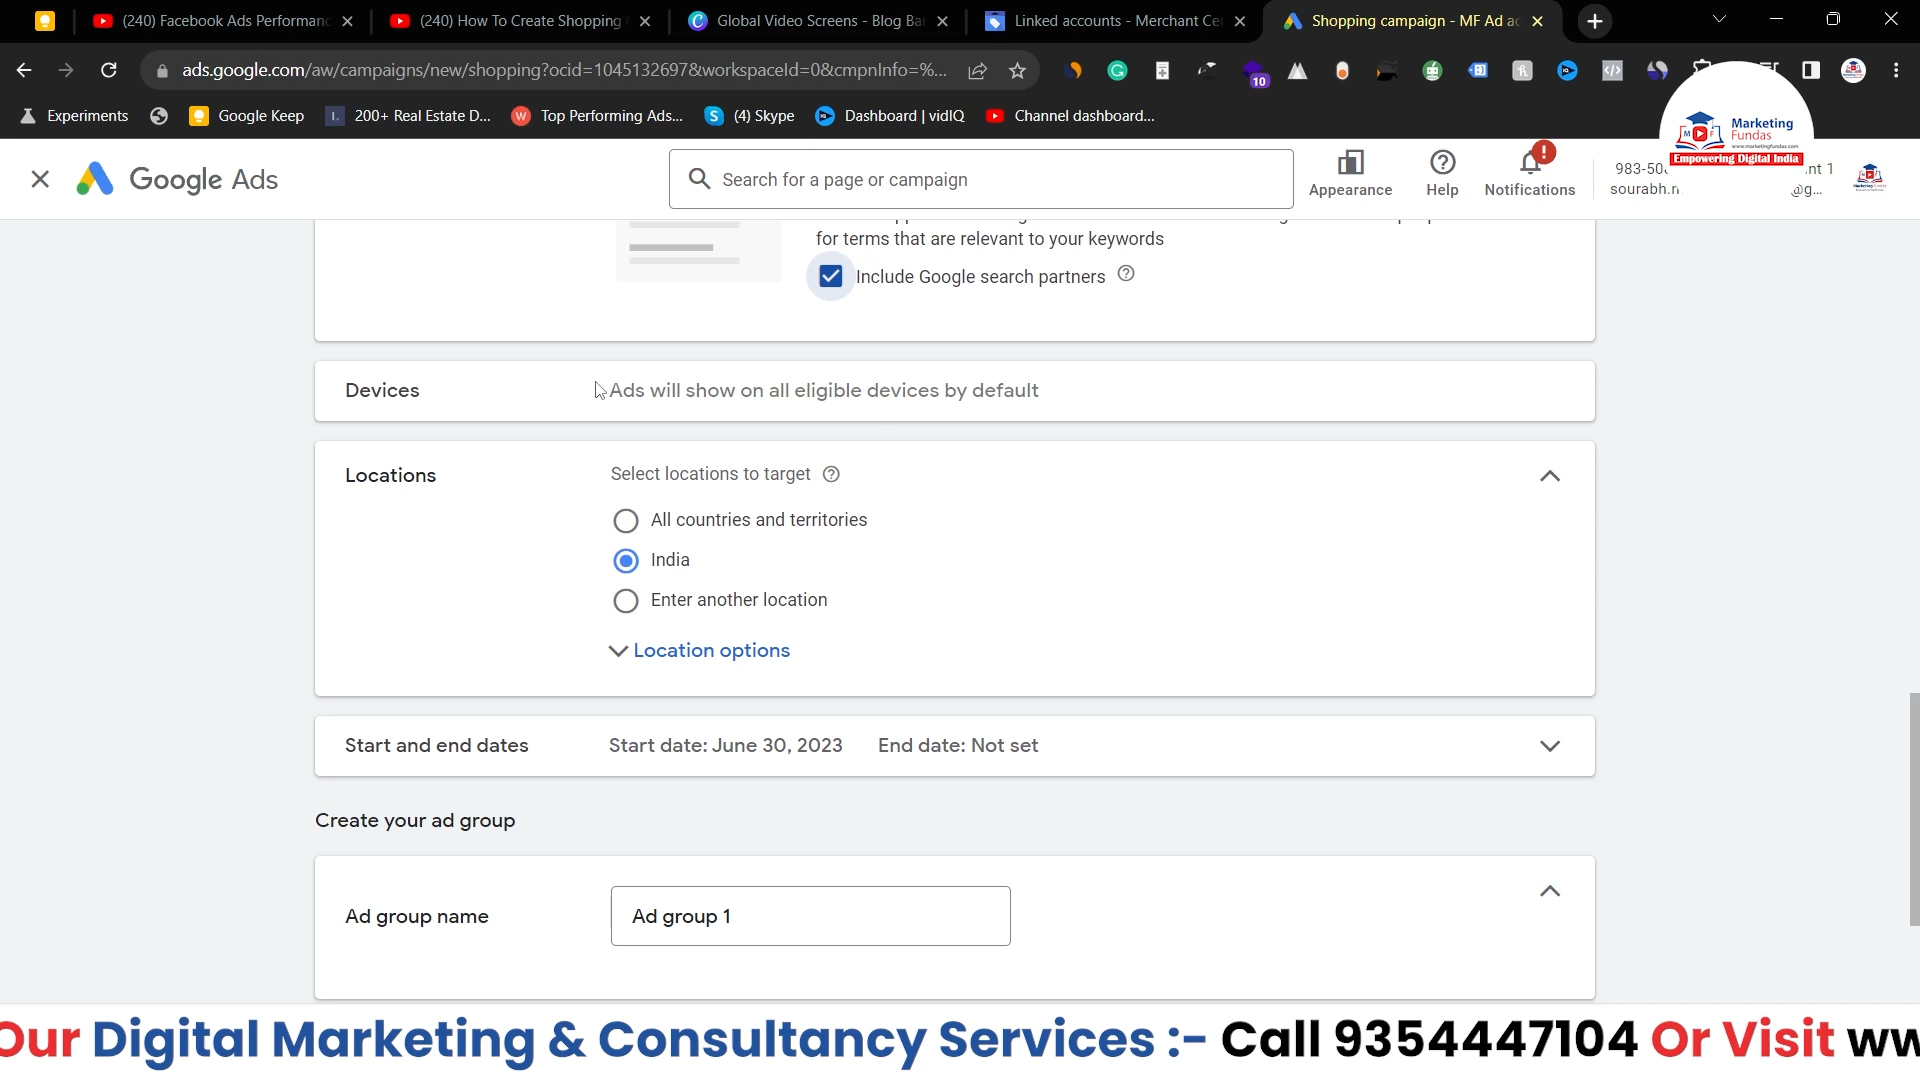 (240) Facebook Ads Performanc
(240) How To Create Shopping
Global Video Screens - Blog Ba
Linked accounts - Merchant Ce
Shopping campaign - MF Ad ac
ads.google.com/aw/campaigns/new/shopping?ocid=1045132697&workspaceId=0&cmpnInfo=%...
10
Experiments
Google Keep
200+ Real Estate D...
Top Performing Ads...
(4) Skype
Dashboard | vidIQ
Channel dashboard...
Marketing
Fundas
www.marketingfundas.com
Empowering Digital India
Google Ads
Search for a page or campaign
Appearance
Help
Notifications
983-50
nt 1
sourabh.n
@g...
for terms that are relevant to your keywords
Include Google search partners
Devices
Ads will show on all eligible devices by default
Locations
Select locations to target
All countries and territories
India
Enter another location
Location options
Start and end dates
Start date: June 30, 2023
End date: Not set
Create your ad group
Ad group name
Ad group 1
Our Digital Marketing & Consultancy Services :- Call 9354447104 Or Visit ww